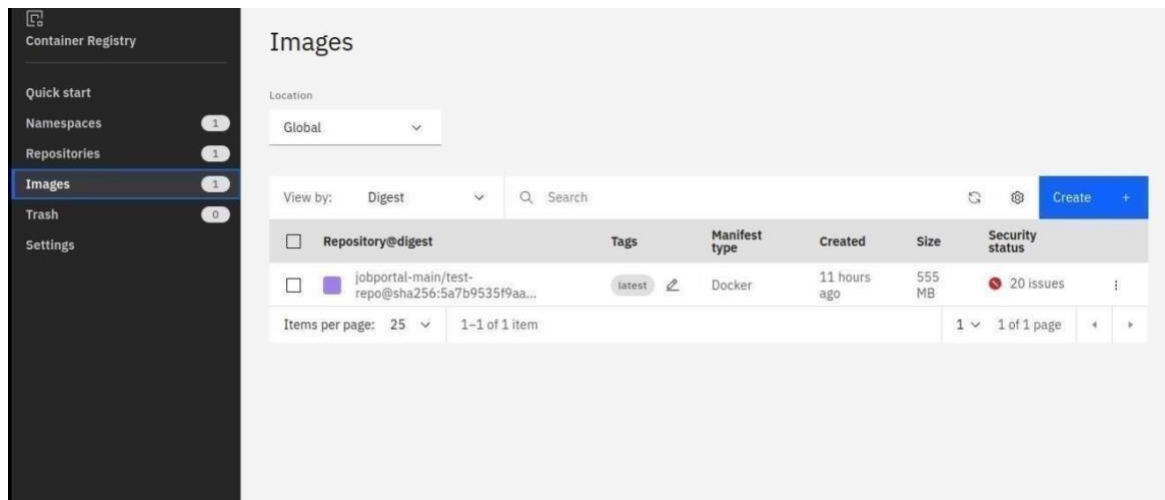 Container Registry
Quick start
Namespaces 1
Repositories 1
Images 1
Trash 0
Settings
Images
Location
Global
View by: Digest Search Create +
Repository@digest Tags Manifest type Created Size Security status
jobportal-main/test-
repo@sha256:5a7b9535f9aa... latest Docker 11 hours ago 555 MB 20 issues
Items per page: 25 1–1 of 1 item 1 1 of 1 page